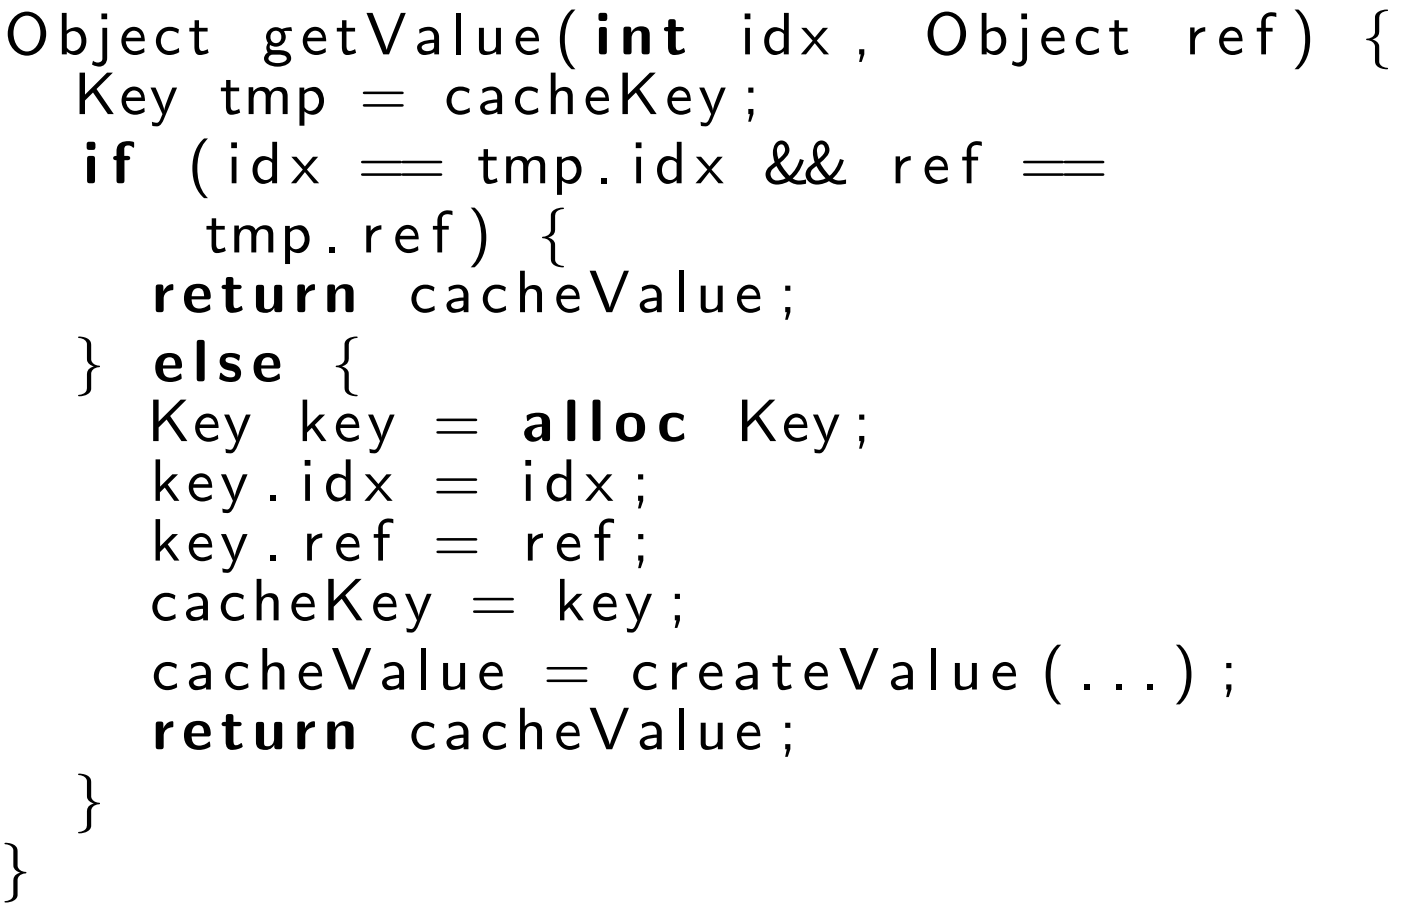 Object getValue(int idx, Object ref) {
  Key tmp = cacheKey;
  if (idx == tmp.idx && ref ==
      tmp.ref) {
    return cacheValue;
  } else {
    Key key = alloc Key;
    key.idx = idx;
    key.ref = ref;
    cacheKey = key;
    cacheValue = createValue(...);
    return cacheValue;
  }
}